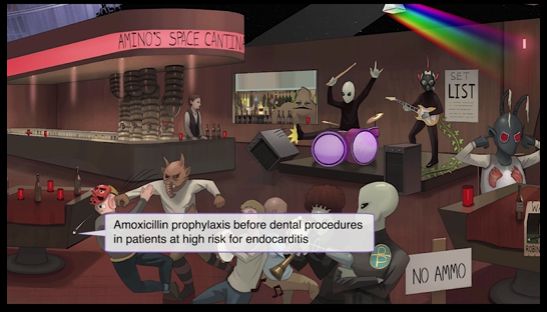 AMINO'S SPACE CANTINA
SET
LIST
Amoxicillin prophylaxis before dental procedures
in patients at high risk for endocarditis
NO AMMO